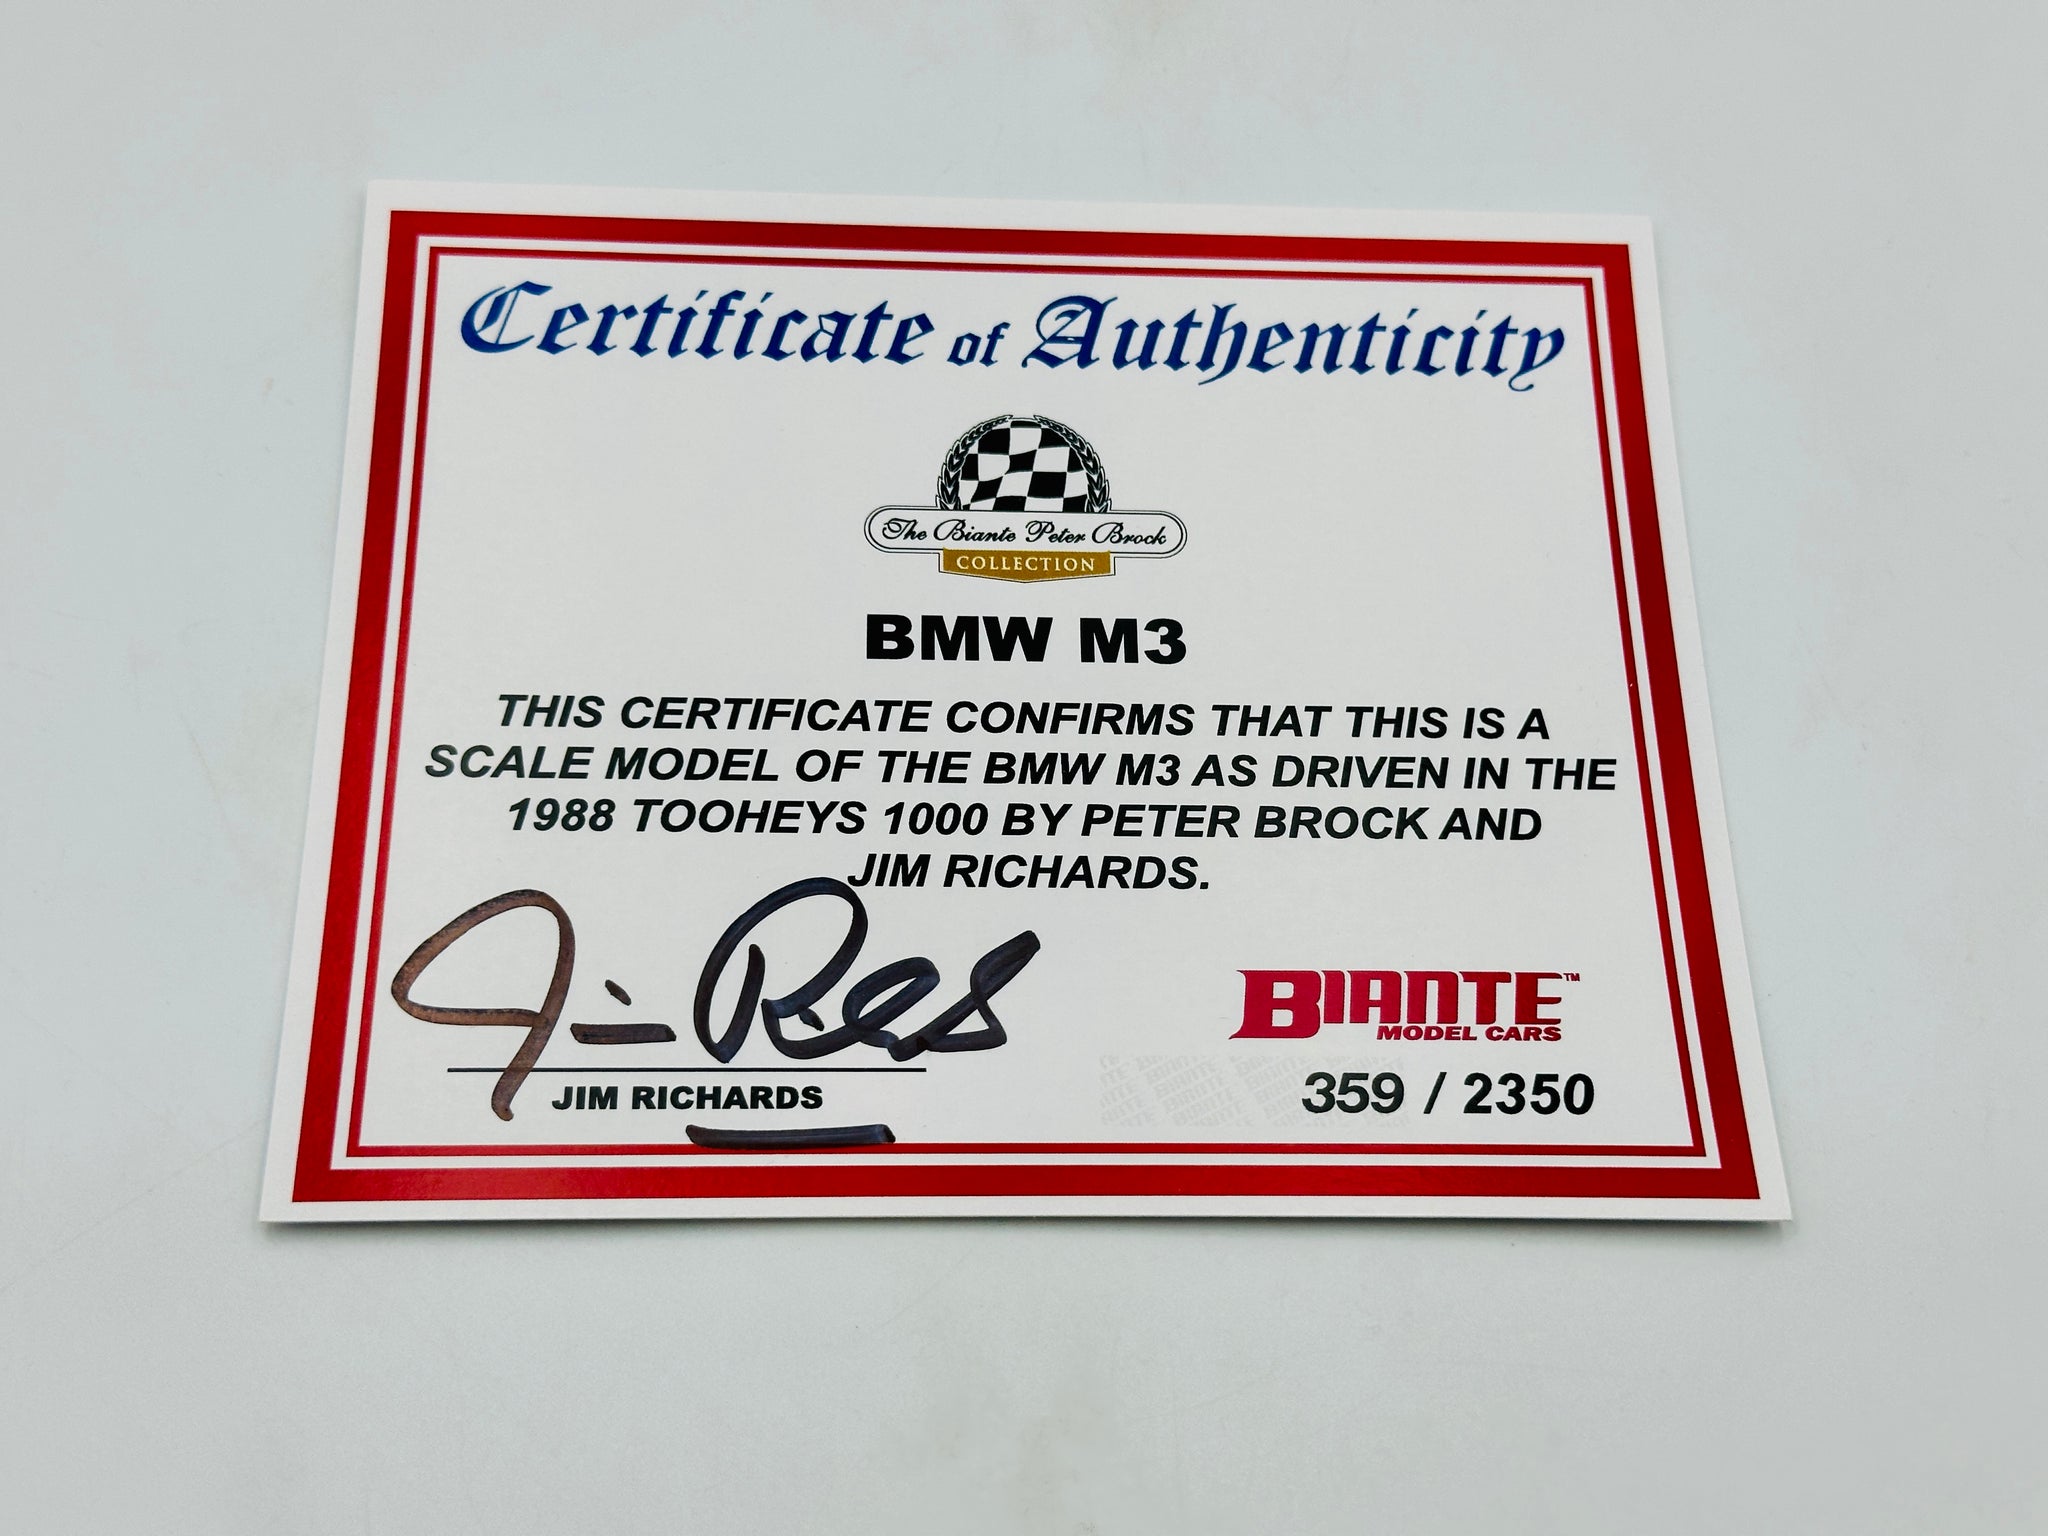 Certificate of Authenticity
The Biante Peter Brock
COLLECTION
BMW M3
THIS CERTIFICATE CONFIRMS THAT THIS IS A
SCALE MODEL OF THE BMW M3 AS DRIVEN IN THE
1988 TOOHEYS 1000 BY PETER BROCK AND
JIM RICHARDS.
JIM RICHARDS
BIANTE™
MODEL CARS
359 / 2350